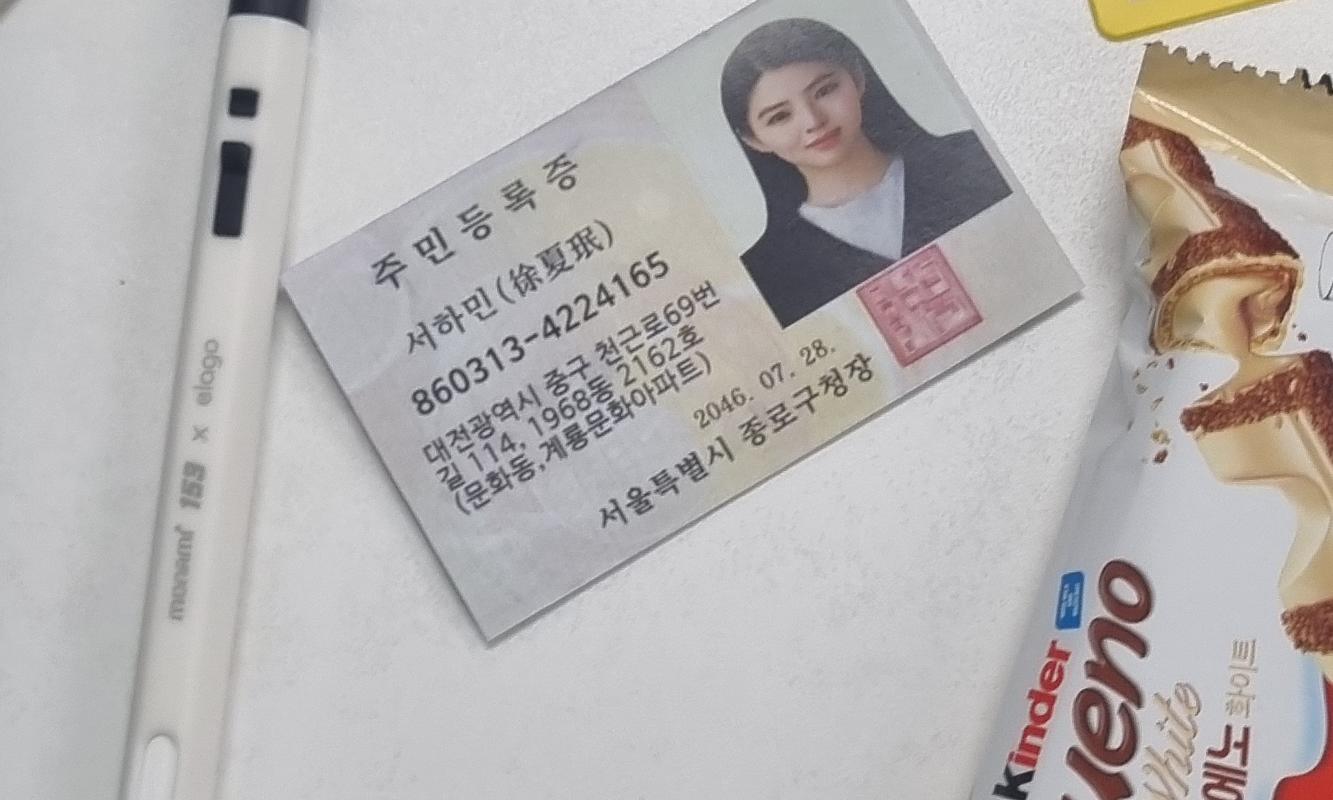 주민등록증
서하민(徐夏珉)
860313-4224165
대전광역시 중구 천근로69번
길 114, 1968동 2162호
(문화동,계룡문화아파트)
2046. 07. 28.
서울특별시 종로구청장
monami 153 x elago
Kinder
ueno
White
에노 화이트